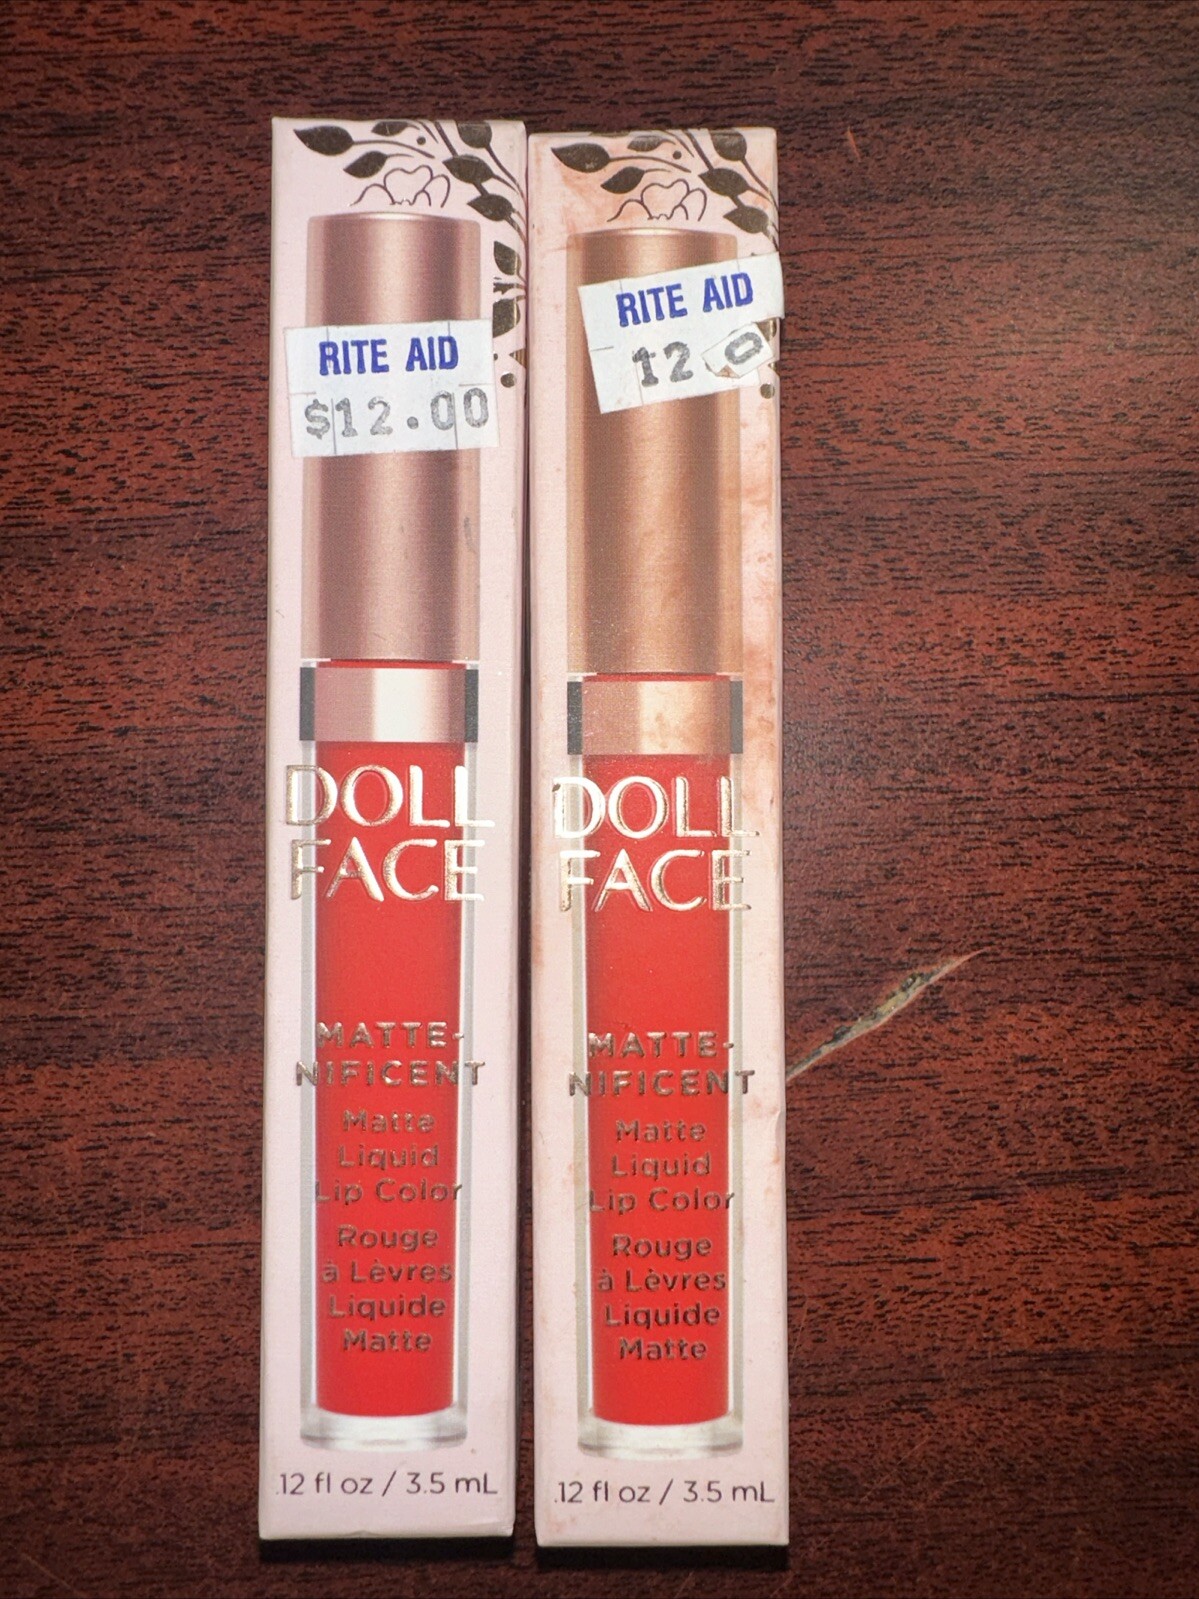 RITE AID
$12.00
DOLL
FACE
MATTE-
NIFICENT
Matte
Liquid
Lip Color
Rouge
à Lèvres
Liquide
Matte
.12 fl oz / 3.5 mL
RITE AID
12.0
DOLL
FACE
MATTE-
NIFICENT
Matte
Liquid
Lip Color
Rouge
à Lèvres
Liquide
Matte
.12 fl oz / 3.5 mL